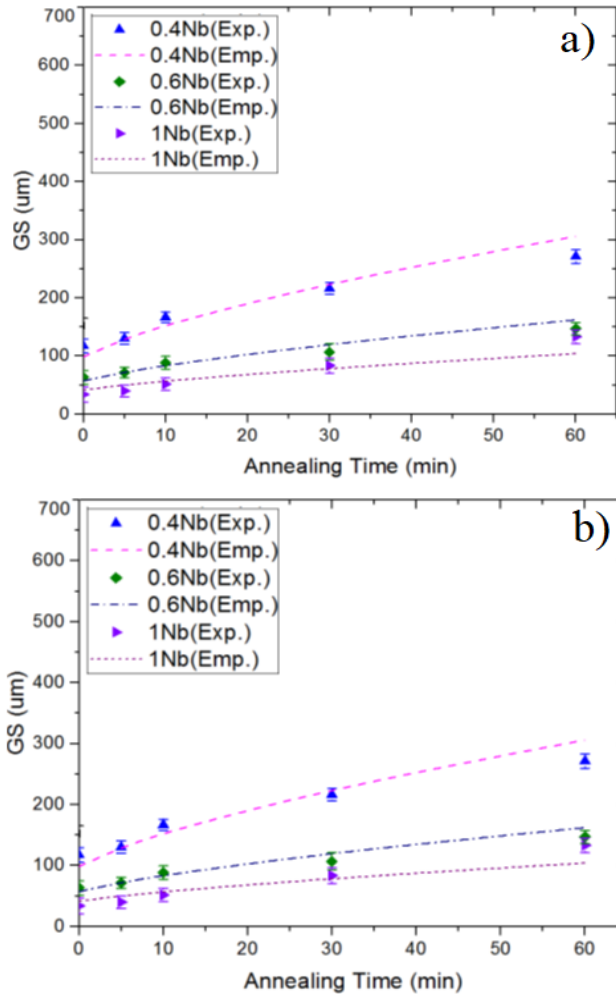 a)
700
600
500
400
300
200
100
0
GS (um)
0.4Nb(Exp.)
0.4Nb(Emp.)
0.6Nb(Exp.)
0.6Nb(Emp.)
1Nb(Exp.)
1Nb(Emp.)
0 10 20 30 40 50 60
Annealing Time (min)
b)
700
600
500
400
300
200
100
0
GS (um)
0.4Nb(Exp.)
0.4Nb(Emp.)
0.6Nb(Exp.)
0.6Nb(Emp.)
1Nb(Exp.)
1Nb(Emp.)
0 10 20 30 40 50 60
Annealing Time (min)